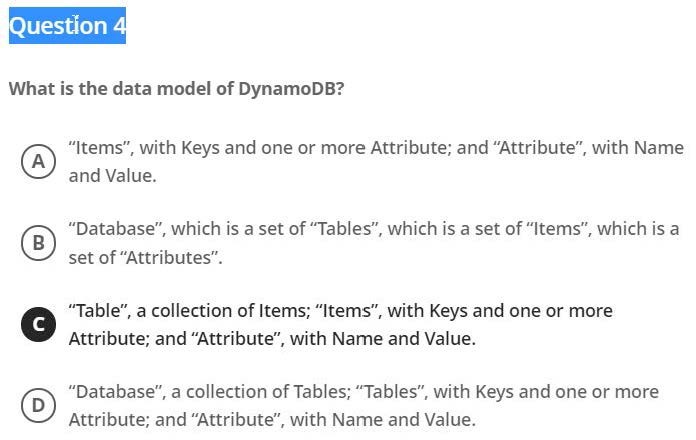 Question 4
What is the data model of DynamoDB?
A
“Items”, with Keys and one or more Attribute; and “Attribute”, with Name
and Value.
B
“Database”, which is a set of “Tables”, which is a set of “Items”, which is a
set of “Attributes”.
C
“Table”, a collection of Items; “Items”, with Keys and one or more
Attribute; and “Attribute”, with Name and Value.
D
“Database”, a collection of Tables; “Tables”, with Keys and one or more
Attribute; and “Attribute”, with Name and Value.